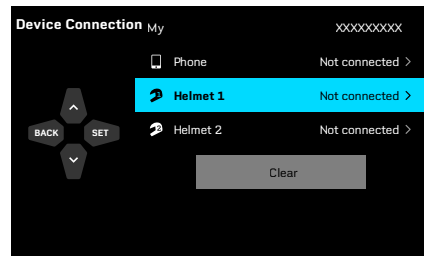 Device Connection My XXXXXXXXX
Phone Not connected >
Helmet 1 Not connected >
BACK SET Helmet 2 Not connected >
Clear